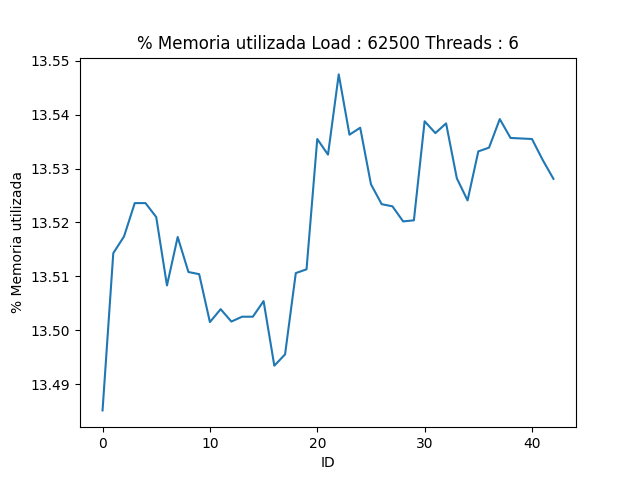 % Memoria utilizada Load : 62500 Threads : 6
13.55
13.54
13.53
13.52
13.51
13.50
13.49
% Memoria utilizada
0 10 20 30 40
ID